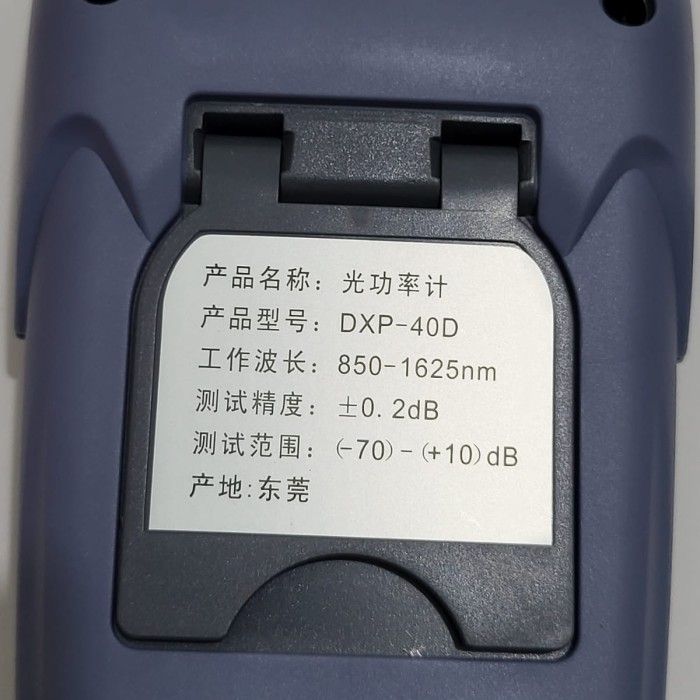 产品名称：光功率计
产品型号：DXP-40D
工作波长：850-1625nm
测试精度：±0.2dB
测试范围：(-70)-(+10)dB
产地:东莞